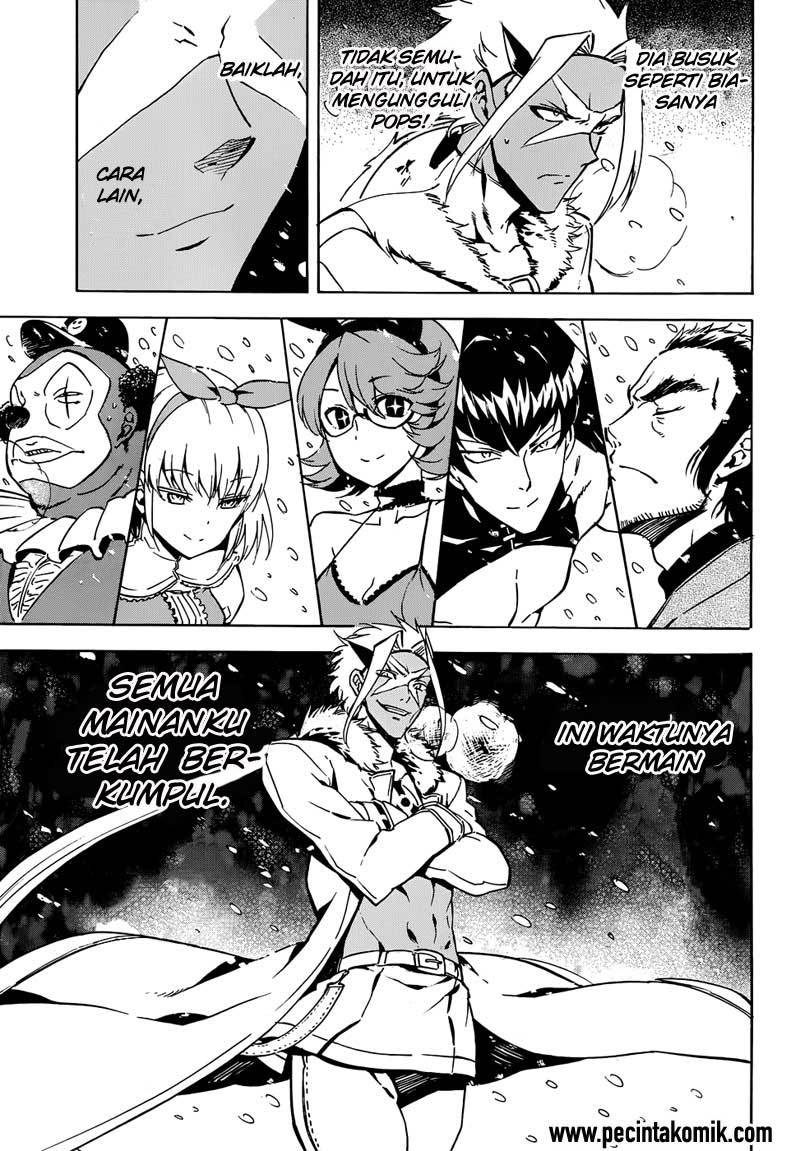 DIA BUSUK
SEPERTI BIA-
SANYA
TIDAK SEMU-
DAH ITU, UNTUK
MENGUNGGULI
POPS!
BAIKLAH,
CARA
LAIN,
INI WAKTUNYA
BERMAIN
SEMUA
MAINANKU
TELAH BER-
KUMPUL.
www.pecintakomik.com